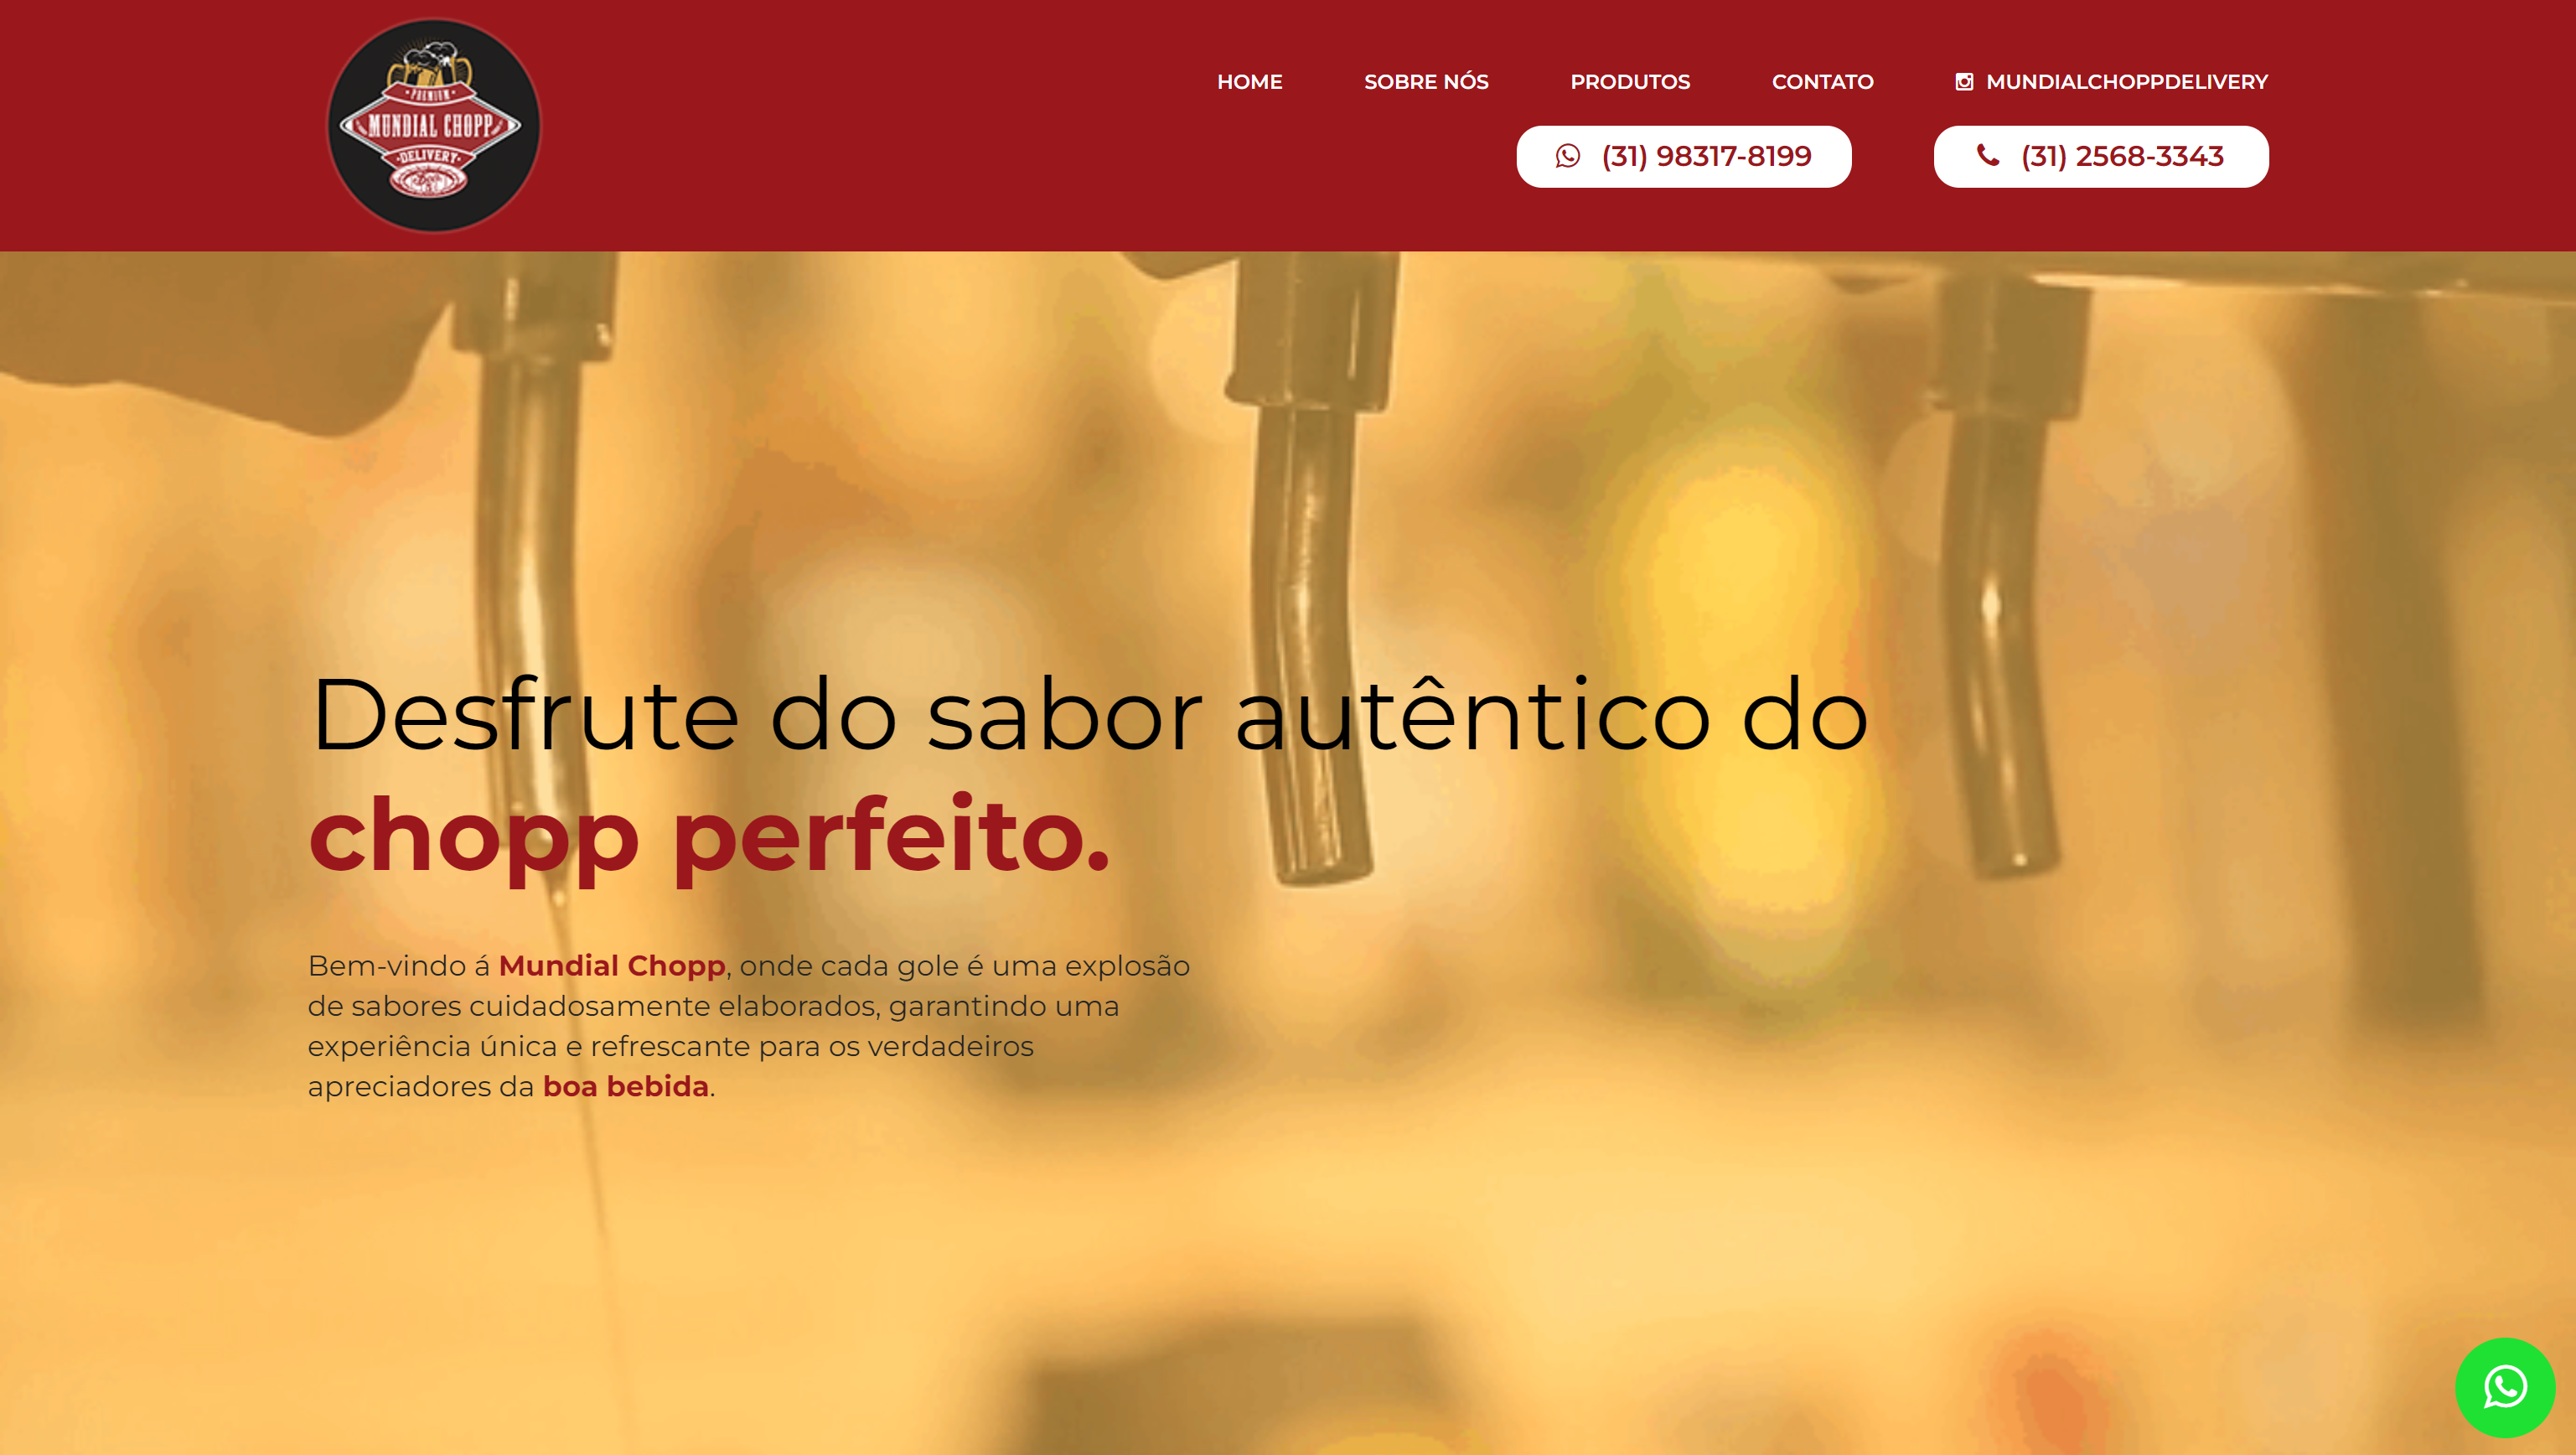 PREMIUM
MUNDIAL CHOPP
DELIVERY
HOME
SOBRE NÓS
PRODUTOS
CONTATO
MUNDIALCHOPPDELIVERY
(31) 98317-8199
(31) 2568-3343
Desfrute do sabor autêntico do
chopp perfeito.
Bem-vindo á Mundial Chopp, onde cada gole é uma explosão
de sabores cuidadosamente elaborados, garantindo uma
experiência única e refrescante para os verdadeiros
apreciadores da boa bebida.